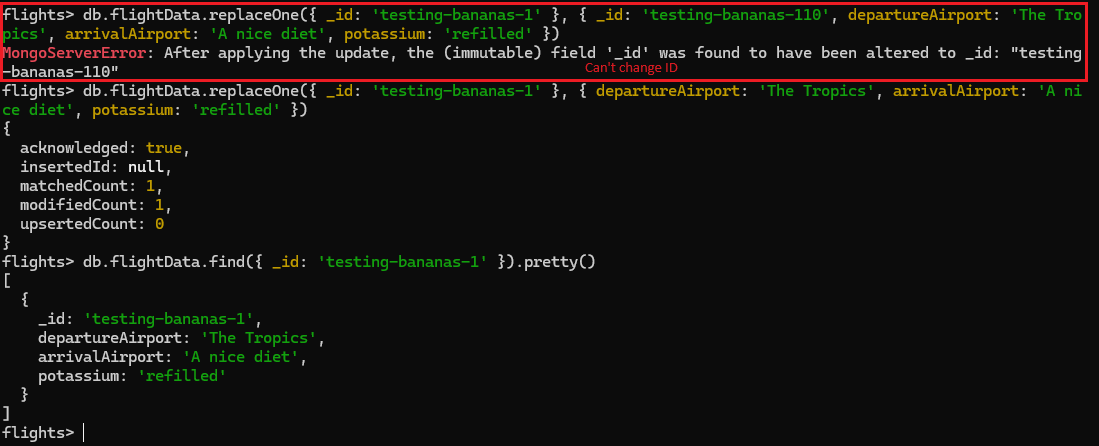 flights> db.flightData.replaceOne({ _id: 'testing-bananas-1' }, { _id: 'testing-bananas-110', departureAirport: 'The Tro
pics', arrivalAirport: 'A nice diet', potassium: 'refilled' })
MongoServerError: After applying the update, the (immutable) field '_id' was found to have been altered to _id: "testing
-bananas-110"
Can't change ID
flights> db.flightData.replaceOne({ _id: 'testing-bananas-1' }, { departureAirport: 'The Tropics', arrivalAirport: 'A ni
ce diet', potassium: 'refilled' })
{
  acknowledged: true,
  insertedId: null,
  matchedCount: 1,
  modifiedCount: 1,
  upsertedCount: 0
}
flights> db.flightData.find({ _id: 'testing-bananas-1' }).pretty()
[
  {
    _id: 'testing-bananas-1',
    departureAirport: 'The Tropics',
    arrivalAirport: 'A nice diet',
    potassium: 'refilled'
  }
]
flights>